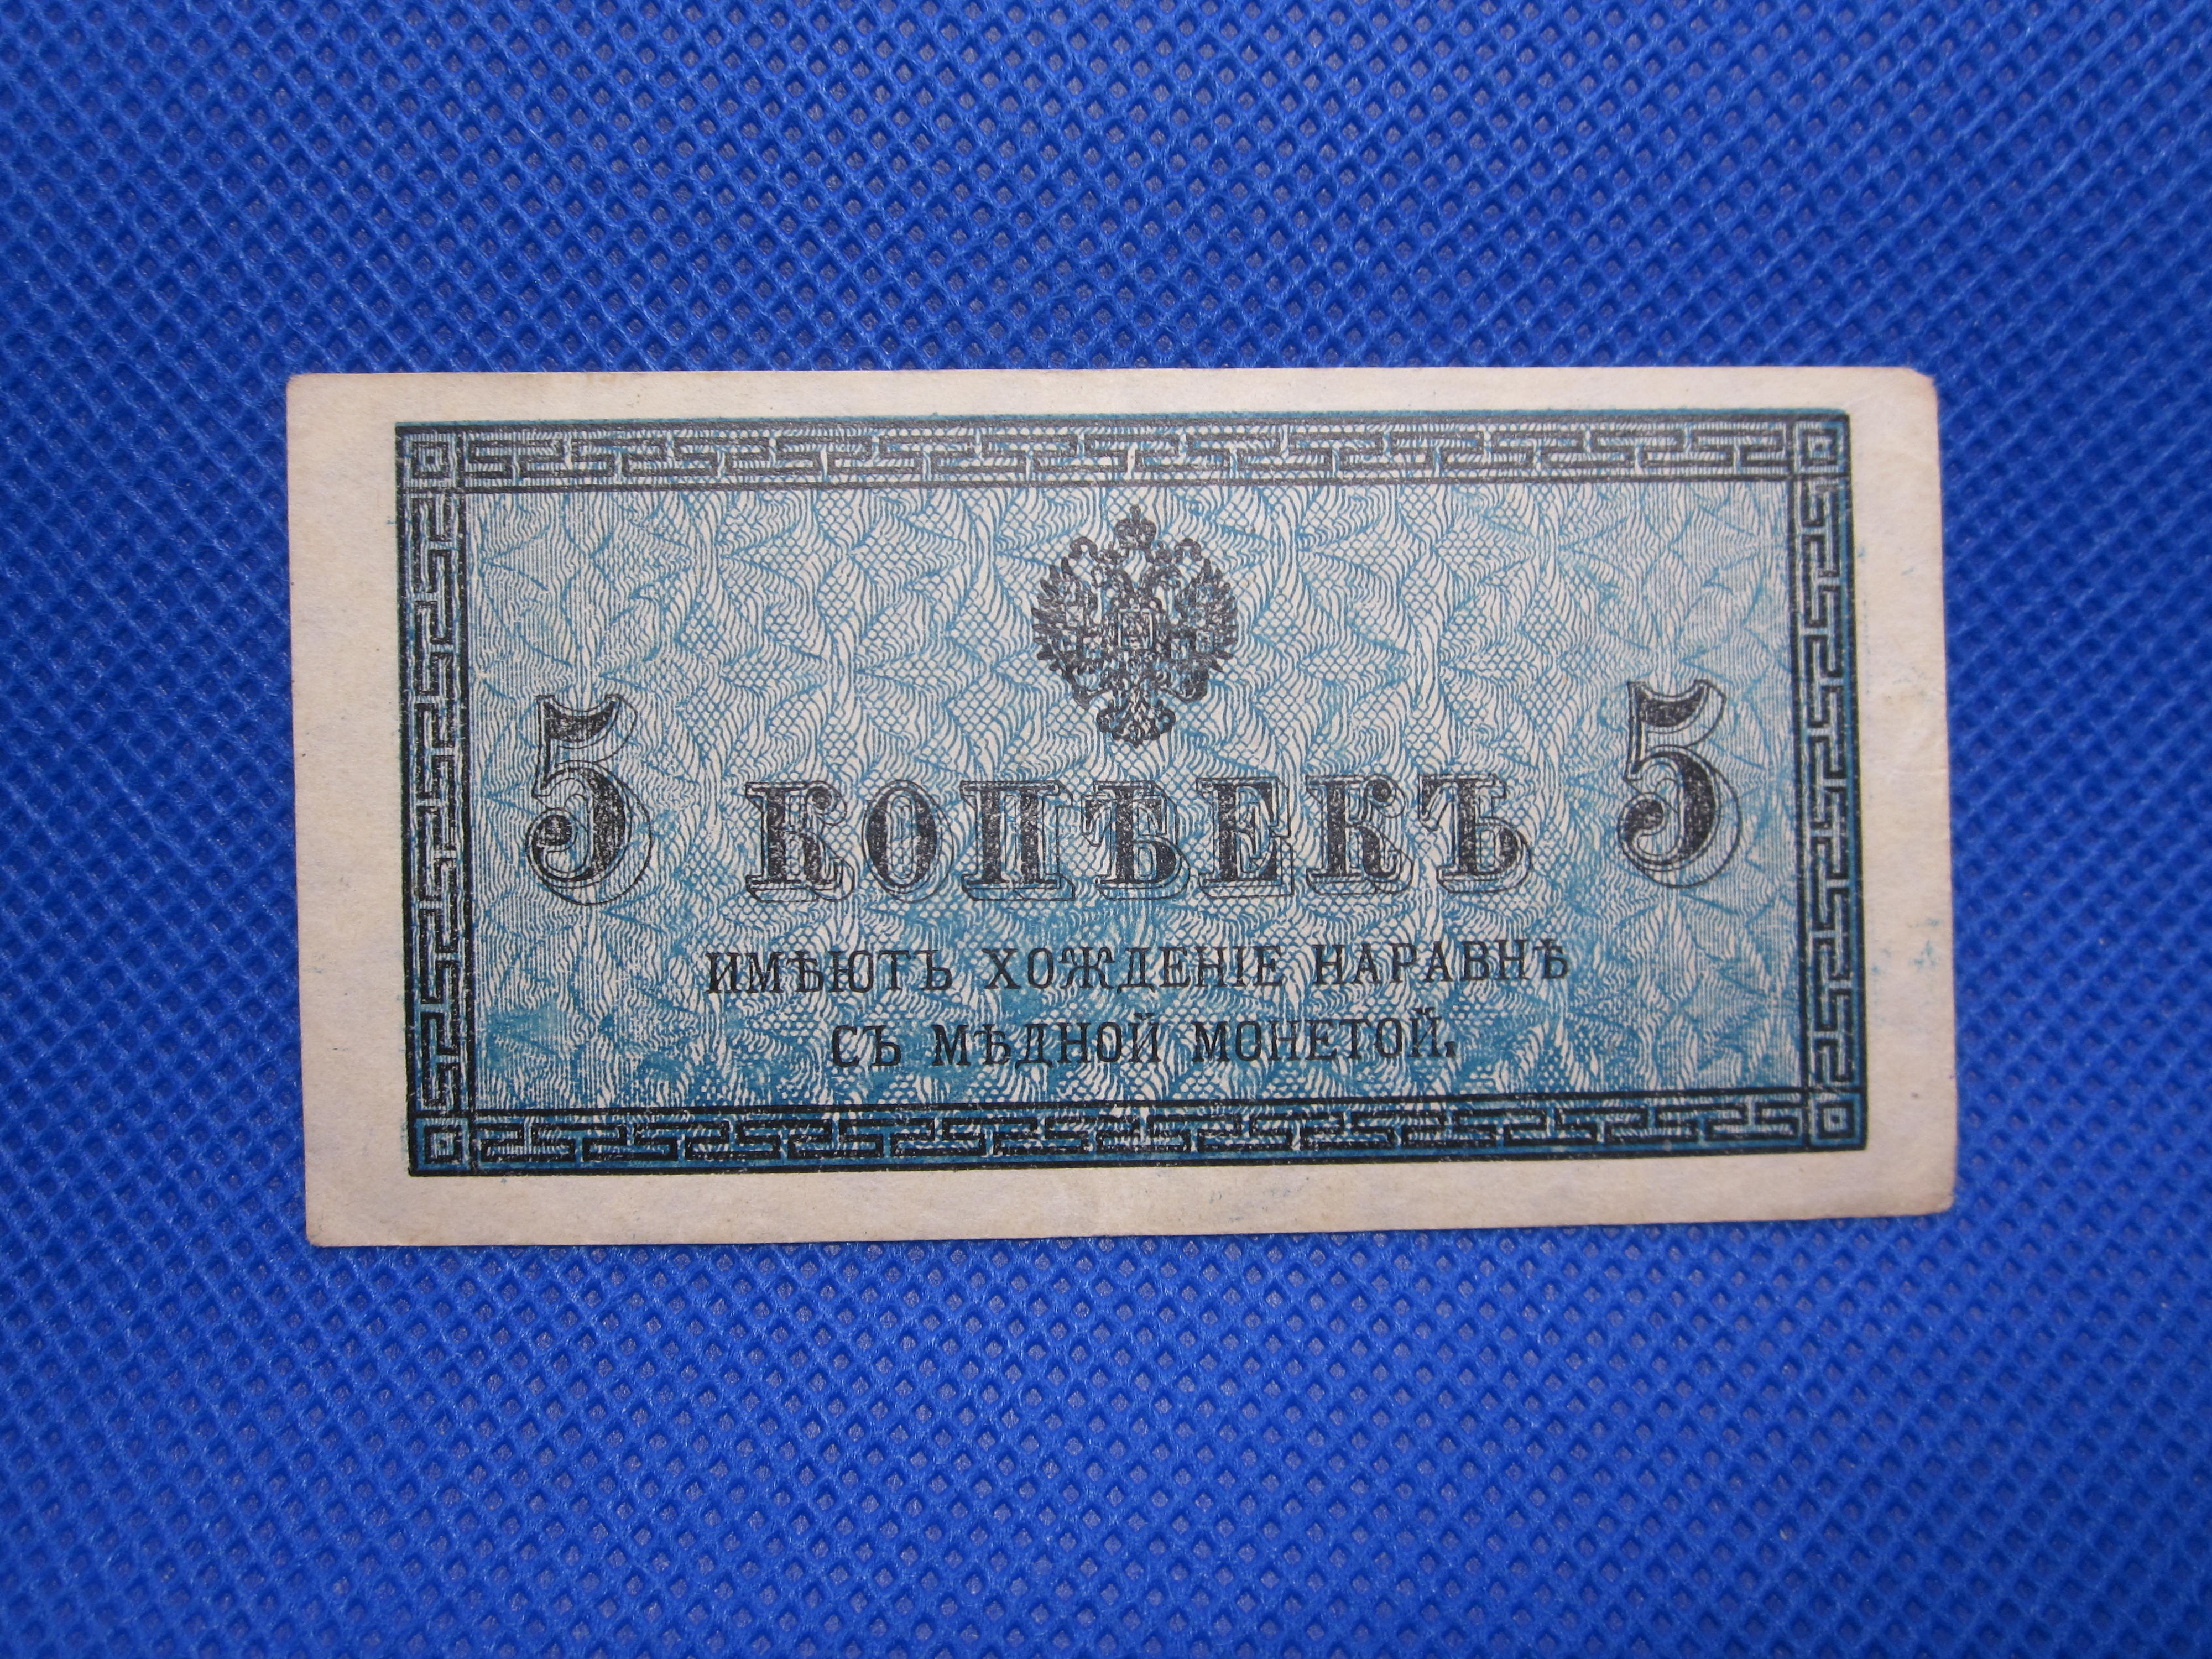 5 КОПѢЕКЪ 5
ИМѢЮТЪ ХОЖДЕНІЕ НАРАВНѢ
СЪ МѢДНОЙ МОНЕТОЙ.